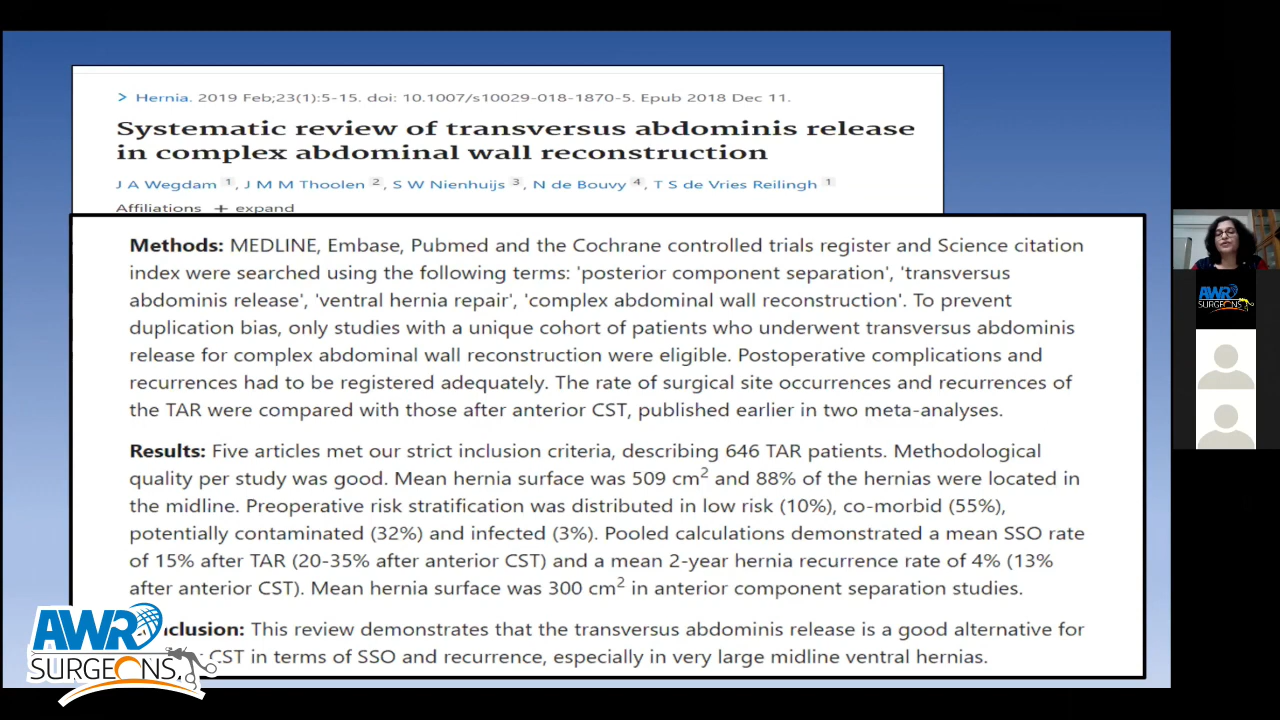 > Hernia. 2019 Feb;23(1):5-15. doi: 10.1007/s10029-018-1870-5. Epub 2018 Dec 11.
Systematic review of transversus abdominis release
in complex abdominal wall reconstruction
J A Wegdam 1, J M M Thoolen 2, S W Nienhuijs 3, N de Bouvy 4, T S de Vries Reilingh 1
Affiliations + expand
Methods: MEDLINE, Embase, Pubmed and the Cochrane controlled trials register and Science citation
index were searched using the following terms: 'posterior component separation', 'transversus
abdominis release', 'ventral hernia repair', 'complex abdominal wall reconstruction'. To prevent
duplication bias, only studies with a unique cohort of patients who underwent transversus abdominis
release for complex abdominal wall reconstruction were eligible. Postoperative complications and
recurrences had to be registered adequately. The rate of surgical site occurrences and recurrences of
the TAR were compared with those after anterior CST, published earlier in two meta-analyses.
Results: Five articles met our strict inclusion criteria, describing 646 TAR patients. Methodological
quality per study was good. Mean hernia surface was 509 cm2 and 88% of the hernias were located in
the midline. Preoperative risk stratification was distributed in low risk (10%), co-morbid (55%),
potentially contaminated (32%) and infected (3%). Pooled calculations demonstrated a mean SSO rate
of 15% after TAR (20-35% after anterior CST) and a mean 2-year hernia recurrence rate of 4% (13%
after anterior CST). Mean hernia surface was 300 cm2 in anterior component separation studies.
clusion: This review demonstrates that the transversus abdominis release is a good alternative for
CST in terms of SSO and recurrence, especially in very large midline ventral hernias.
AWR
SURGEONS
AWR
SURGEONS